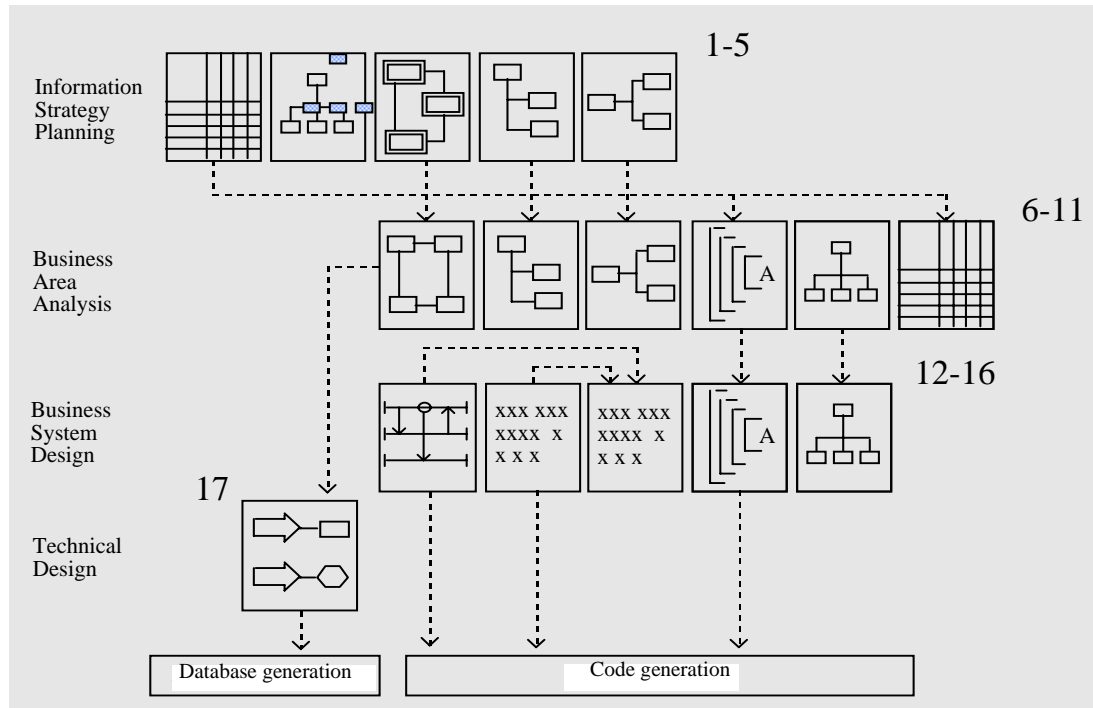 1-5
Information
Strategy
Planning
6-11
Business
Area
Analysis
A
12-16
Business
System
Design
xxx xxx
xxxx x
x x x
xxx xxx
xxxx x
x x x
A
17
Technical
Design
Database generation
Code generation